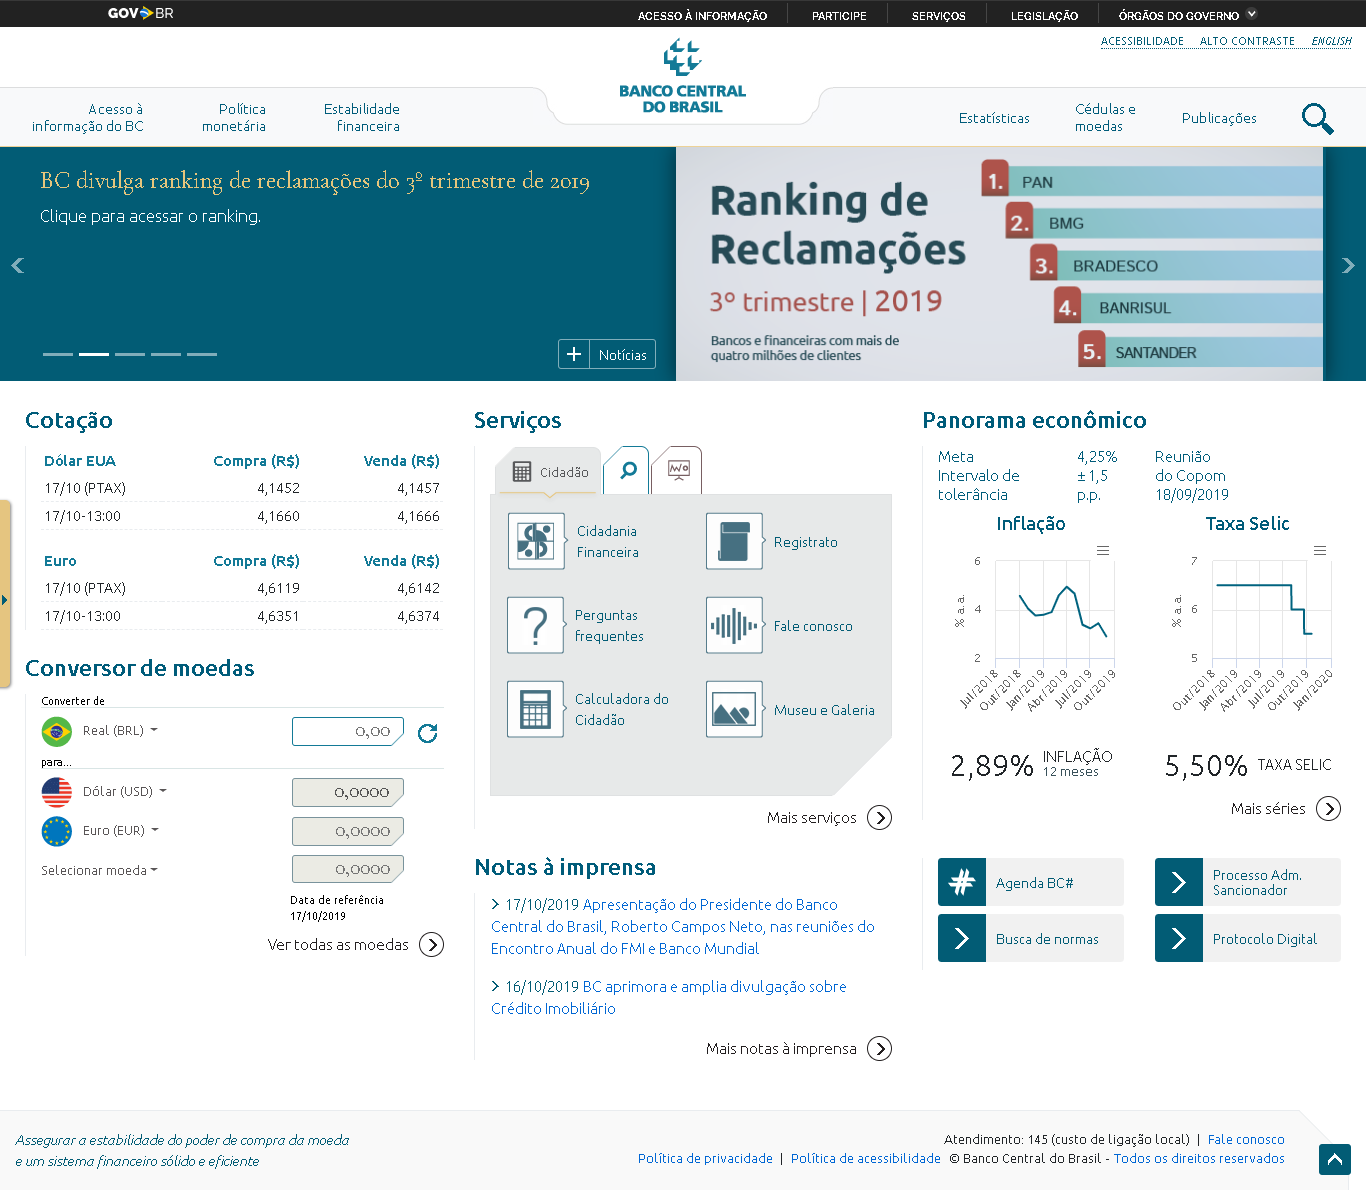 GOV BR
ACESSO À INFORMAÇÃO
PARTICIPE
SERVIÇOS
LEGISLAÇÃO
ÓRGÃOS DO GOVERNO
ACESSIBILIDADE
ALTO CONTRASTE
ENGLISH
BANCO CENTRAL
DO BRASIL
Acesso à
informação do BC
Política
monetária
Estabilidade
financeira
Estatísticas
Cédulas e
moedas
Publicações
BC divulga ranking de reclamações do 3º trimestre de 2019
Clique para acessar o ranking.
Notícias
Ranking de
Reclamações
3º trimestre | 2019
Bancos e financeiras com mais de
quatro milhões de clientes
1. PAN
2. BMG
3. BRADESCO
4. BANRISUL
5. SANTANDER
Cotação
Dólar EUA Compra (R$) Venda (R$)
17/10 (PTAX) 4,1452 4,1457
17/10-13:00 4,1660 4,1666
Euro Compra (R$) Venda (R$)
17/10 (PTAX) 4,6119 4,6142
17/10-13:00 4,6351 4,6374
Conversor de moedas
Converter de
Real (BRL) 0,00
para...
Dólar (USD) 0,0000
Euro (EUR) 0,0000
Selecionar moeda 0,0000
Data de referência
17/10/2019
Ver todas as moedas
Serviços
Cidadão
Cidadania
Financeira
Registrato
Perguntas
frequentes
Fale conosco
Calculadora do
Cidadão
Museu e Galeria
Mais serviços
Notas à imprensa
17/10/2019 Apresentação do Presidente do Banco
Central do Brasil, Roberto Campos Neto, nas reuniões do
Encontro Anual do FMI e Banco Mundial
16/10/2019 BC aprimora e amplia divulgação sobre
Crédito Imobiliário
Mais notas à imprensa
Panorama econômico
Meta 4,25%
Intervalo de ± 1,5
tolerância p.p.
Reunião
do Copom
18/09/2019
Inflação
% a. a.
6
4
2
Jul/2018
Out/2018
Jan/2019
Abr/2019
Jul/2019
Out/2019
2,89% INFLAÇÃO
12 meses
Taxa Selic
% a.a.
7
6
5
Out/2018
Jan/2019
Abr/2019
Jul/2019
Out/2019
Jan/2020
5,50% TAXA SELIC
Mais séries
# Agenda BC#
Processo Adm.
Sancionador
Busca de normas
Protocolo Digital
Assegurar a estabilidade do poder de compra da moeda
e um sistema financeiro sólido e eficiente
Atendimento: 145 (custo de ligação local) | Fale conosco
Política de privacidade | Política de acessibilidade © Banco Central do Brasil - Todos os direitos reservados